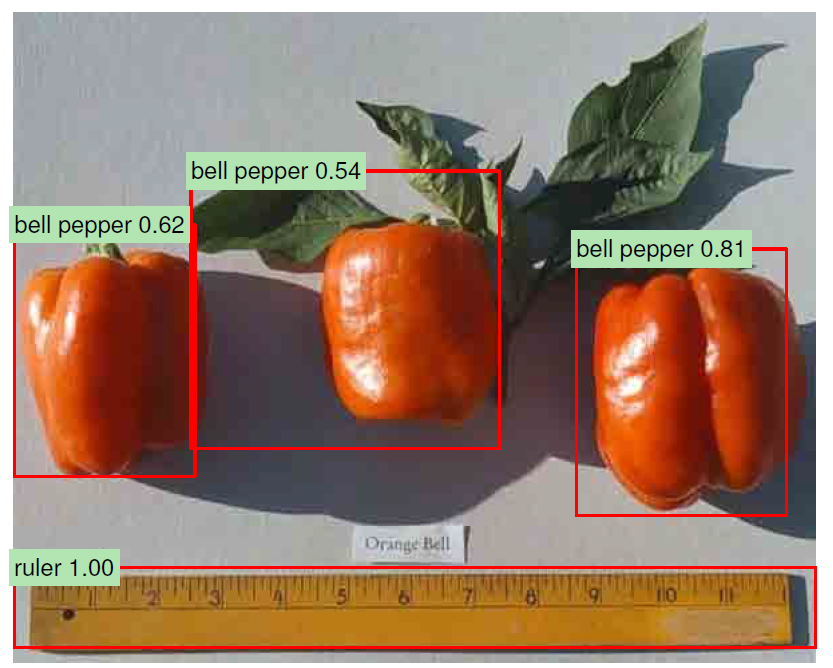 bell pepper 0.54
bell pepper 0.62
bell pepper 0.81
Orange Bell
ruler 1.00
1 2 3 4 5 6 7 8 9 10 11